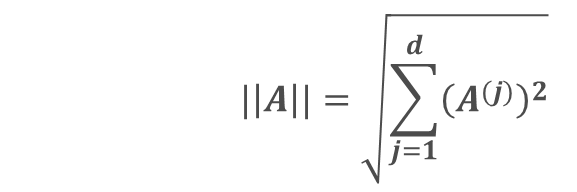 ||A|| = √∑_{j=1}^{d} (A^{(j)})^2